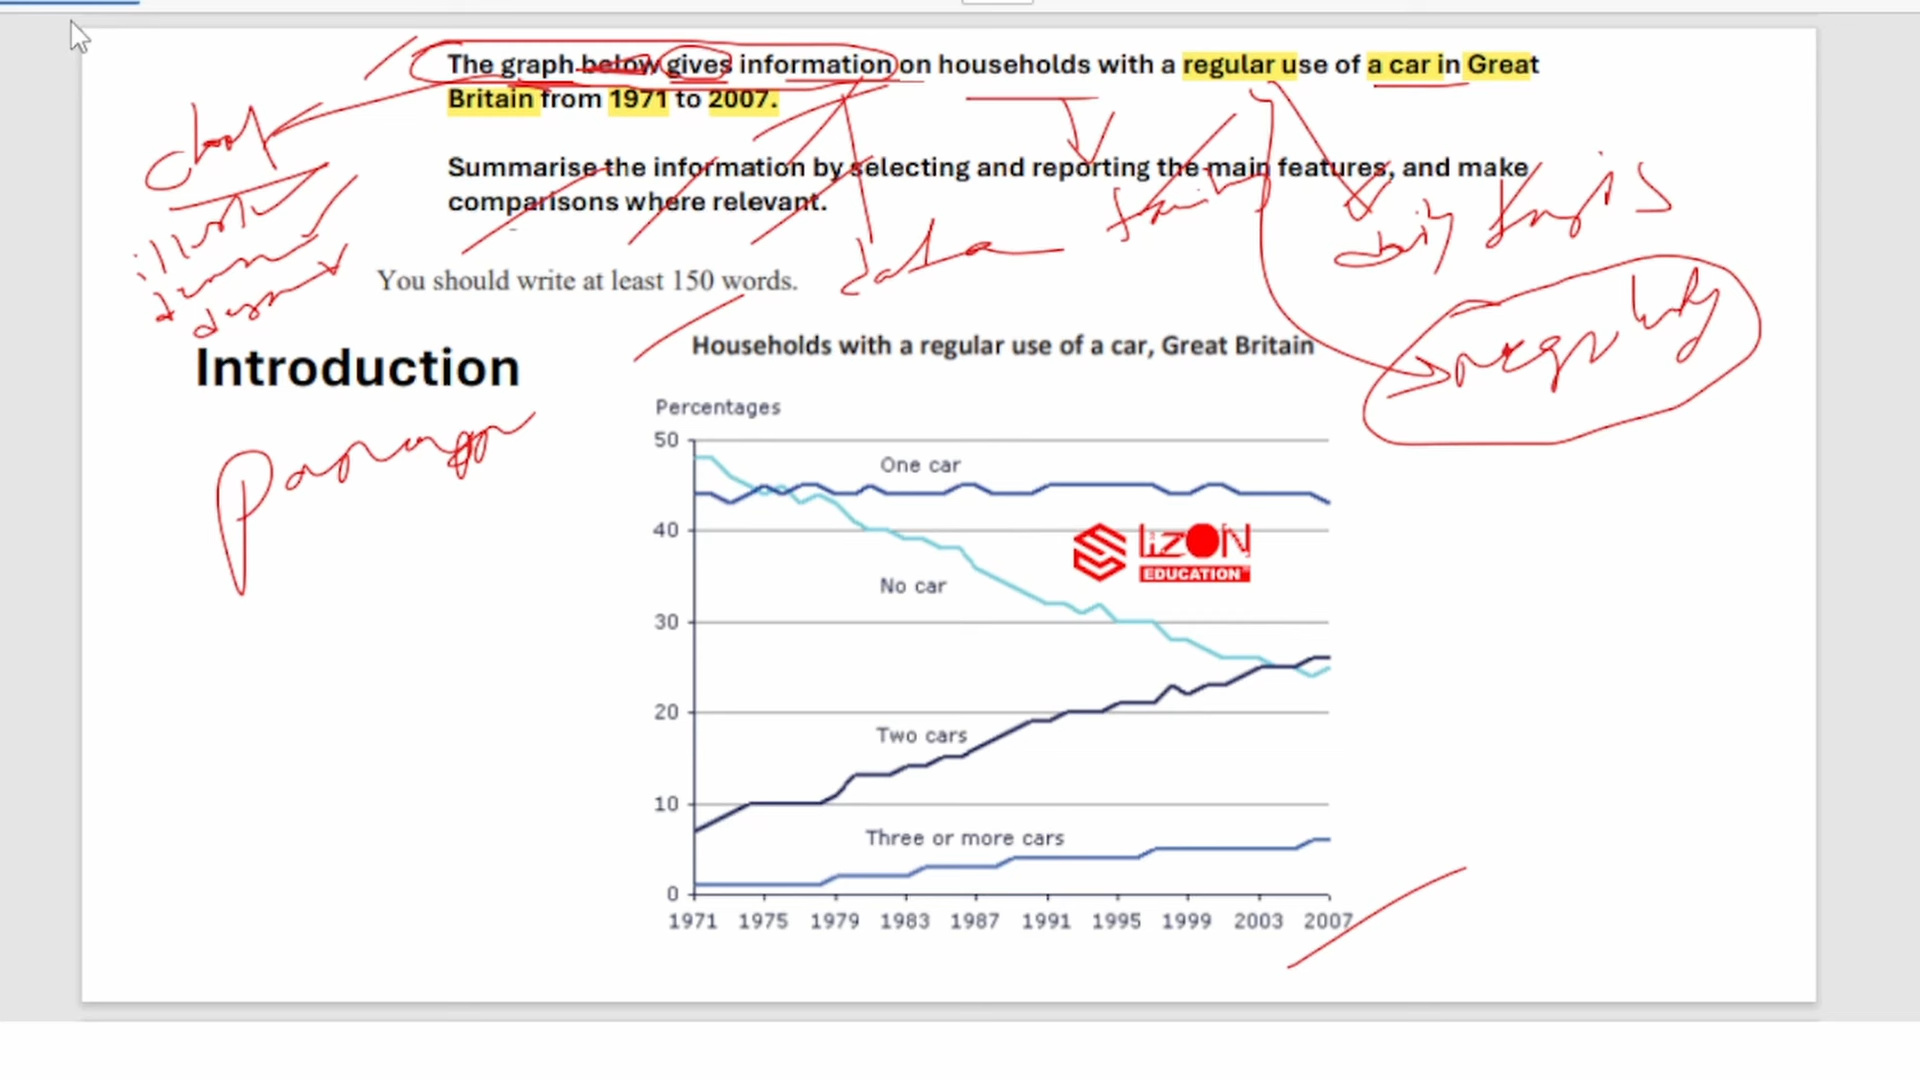 The graph below gives information on households with a regular use of a car in Great
Britain from 1971 to 2007.
Summarise the information by selecting and reporting the main features, and make
comparisons where relevant.
data
You should write at least 150 words.
Introduction
Households with a regular use of a car, Great Britain
Percentages
50
One car
40
LizON
EDUCATION
No car
30
20
Two cars
10
Three or more cars
0
1971 1975 1979 1983 1987 1991 1995 1999 2003 2007